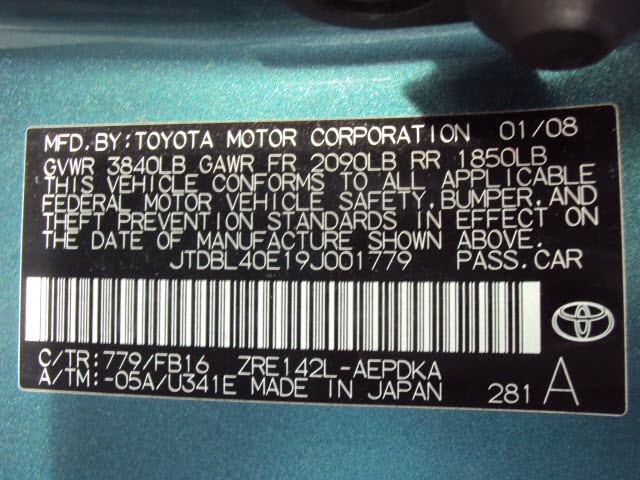 MFD.BY:TOYOTA MOTOR CORPORATION 01/08
GVWR 3840LB GAWR FR 2090LB RR 1850LB
THIS VEHICLE CONFORMS TO ALL APPLICABLE
FEDERAL MOTOR VEHICLE SAFETY,BUMPER,AND
THEFT PREVENTION STANDARDS IN EFFECT ON
THE DATE OF MANUFACTURE SHOWN ABOVE.
JTDBL40E19J001779 PASS.CAR
C/TR:779/FB16 ZRE142L-AEPDKA
A/TM:-05A/U341E MADE IN JAPAN 281 A